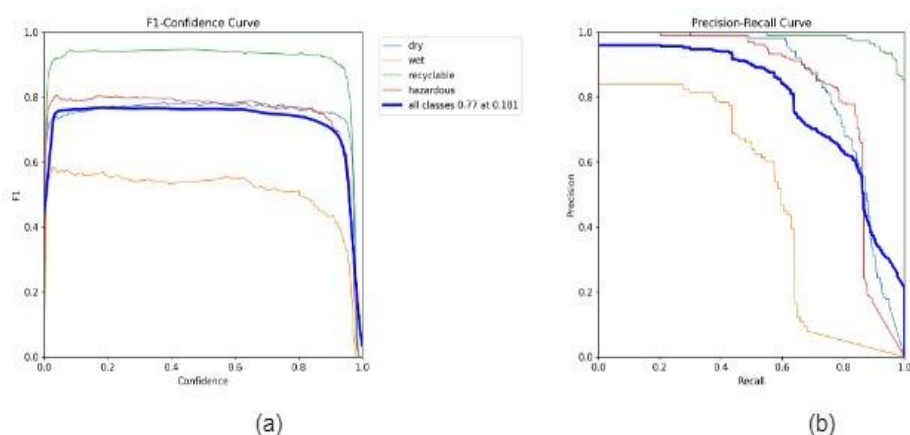 F1-Confidence Curve
1.0
0.8
0.6
0.4
0.2
0.0
F1
0.0 0.2 0.4 0.6 0.8 1.0
Confidence
dry
wet
recyclable
hazardous
all classes 0.77 at 0.181
(a)
Precision-Recall Curve
1.0
0.8
0.6
0.4
0.2
0.0
Precision
0.0 0.2 0.4 0.6 0.8 1.0
Recall
(b)